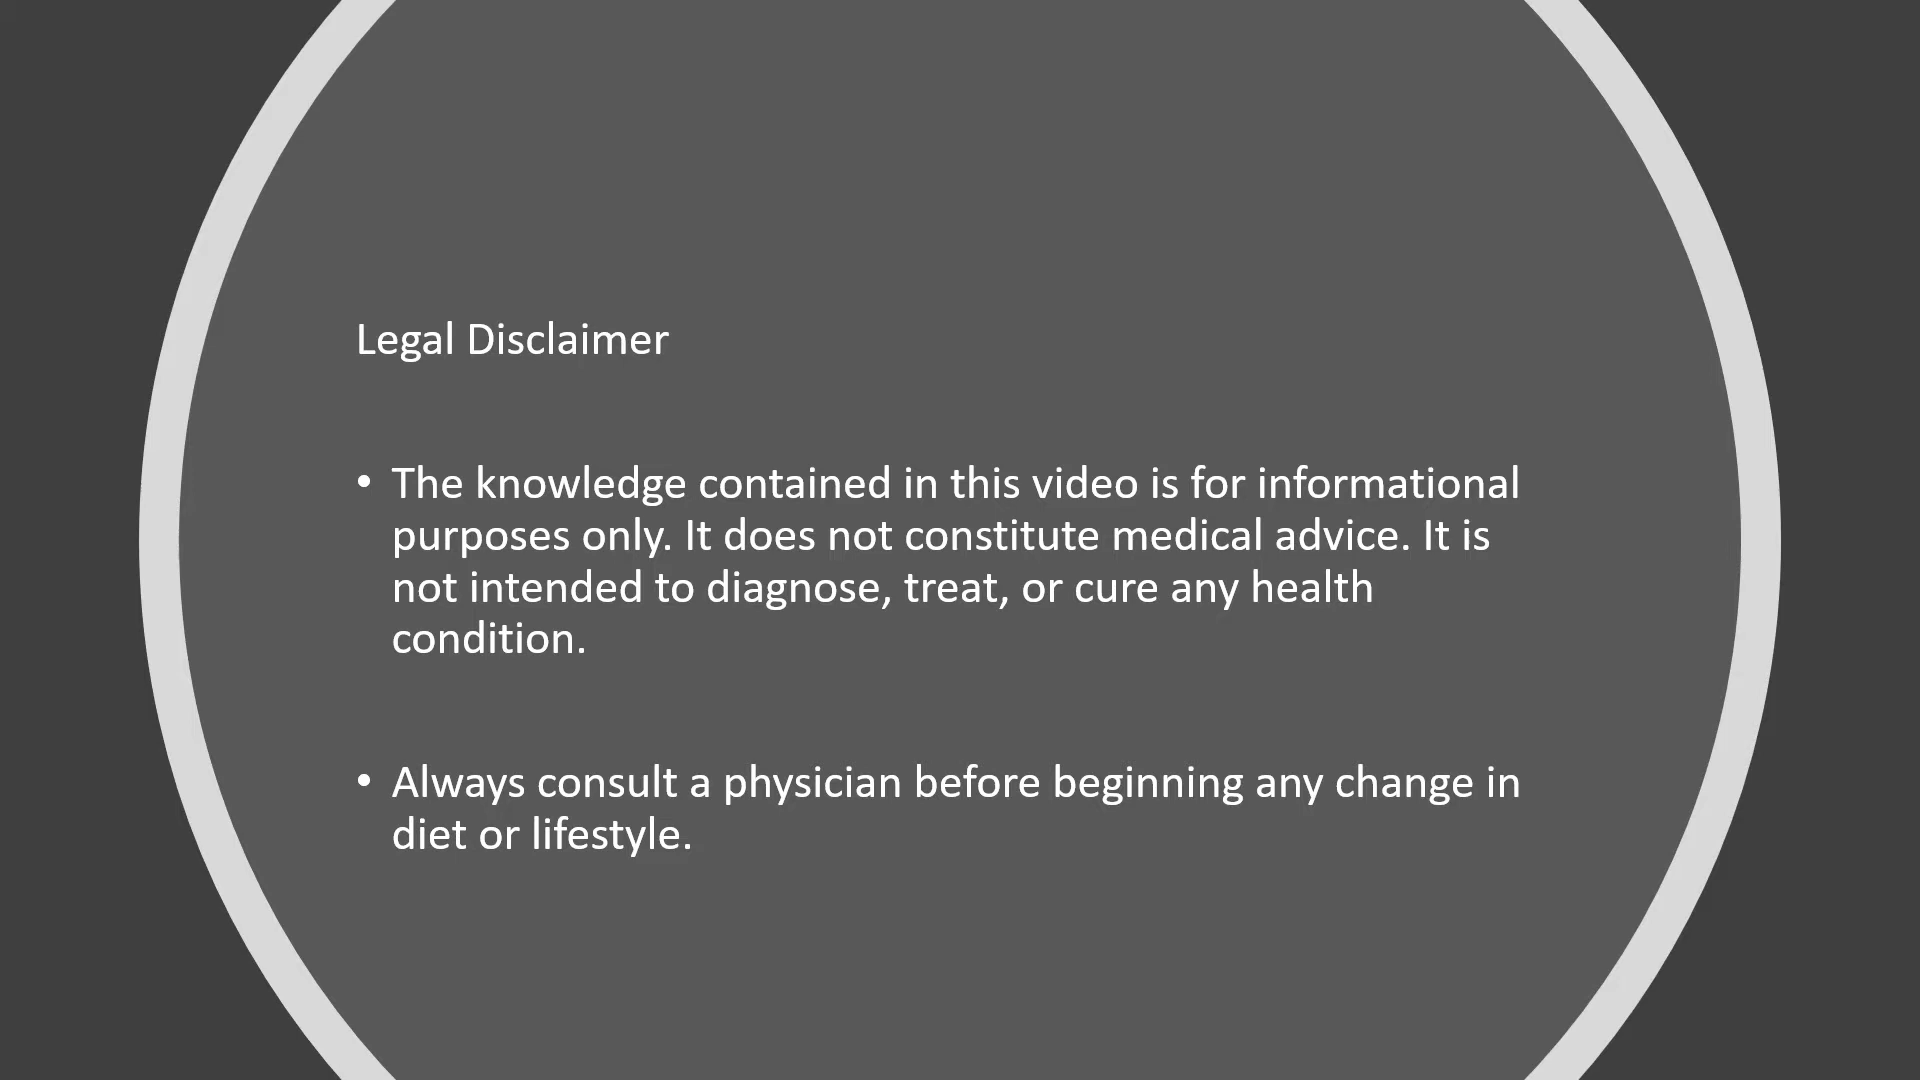 Legal Disclaimer
• The knowledge contained in this video is for informational
purposes only. It does not constitute medical advice. It is
not intended to diagnose, treat, or cure any health
condition.
• Always consult a physician before beginning any change in
diet or lifestyle.